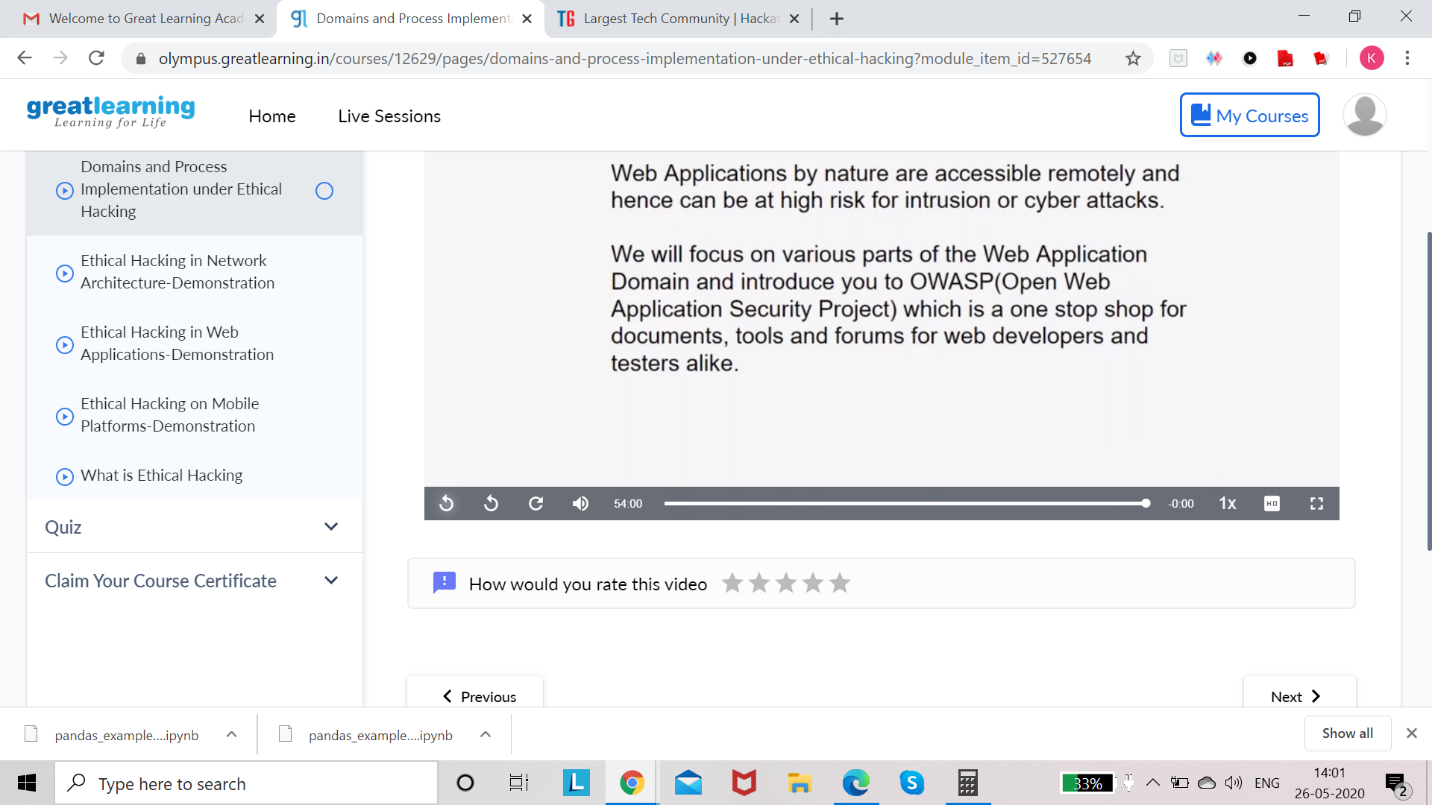 Welcome to Great Learning Acad
Domains and Process Implement
Largest Tech Community | Hackat
olympus.greatlearning.in/courses/12629/pages/domains-and-process-implementation-under-ethical-hacking?module_item_id=527654
K
greatlearning
Learning for Life
Home
Live Sessions
My Courses
Domains and Process
Implementation under Ethical
Hacking
Ethical Hacking in Network
Architecture-Demonstration
Ethical Hacking in Web
Applications-Demonstration
Ethical Hacking on Mobile
Platforms-Demonstration
What is Ethical Hacking
Quiz
Claim Your Course Certificate
Web Applications by nature are accessible remotely and
hence can be at high risk for intrusion or cyber attacks.
We will focus on various parts of the Web Application
Domain and introduce you to OWASP(Open Web
Application Security Project) which is a one stop shop for
documents, tools and forums for web developers and
testers alike.
54:00
-0:00
1x
HD
How would you rate this video
Previous
Next
pandas_example....ipynb
pandas_example....ipynb
Show all
Type here to search
33%
ENG
14:01
26-05-2020
2